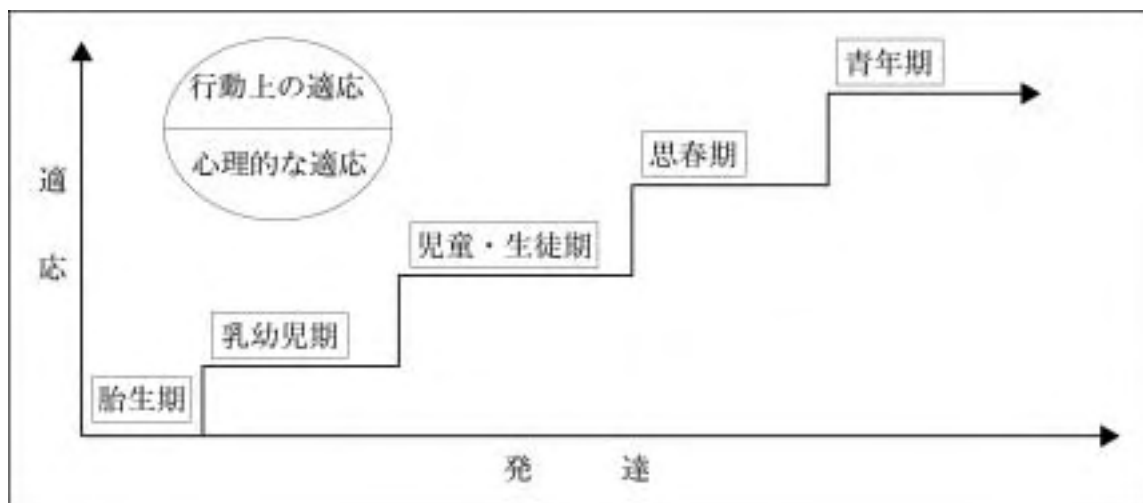 行動上の適応
心理的な適応
青年期
思春期
児童・生徒期
乳幼児期
胎生期
適応
発達